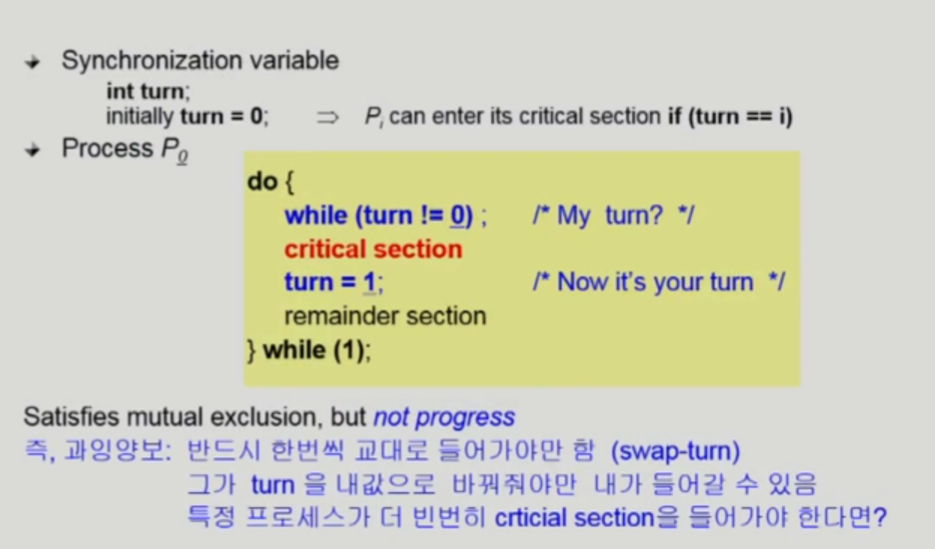 Synchronization variable
int turn;
initially turn = 0; ⇒ Pi can enter its critical section if (turn == i)
Process P0
do {
while (turn != 0) ; /* My turn? */
critical section
turn = 1; /* Now it's your turn */
remainder section
} while (1);
Satisfies mutual exclusion, but not progress
즉, 과잉양보: 반드시 한번씩 교대로 들어가야만 함 (swap-turn)
그가 turn 을 내값으로 바꿔줘야만 내가 들어갈 수 있음
특정 프로세스가 더 빈번히 crticial section을 들어가야 한다면?